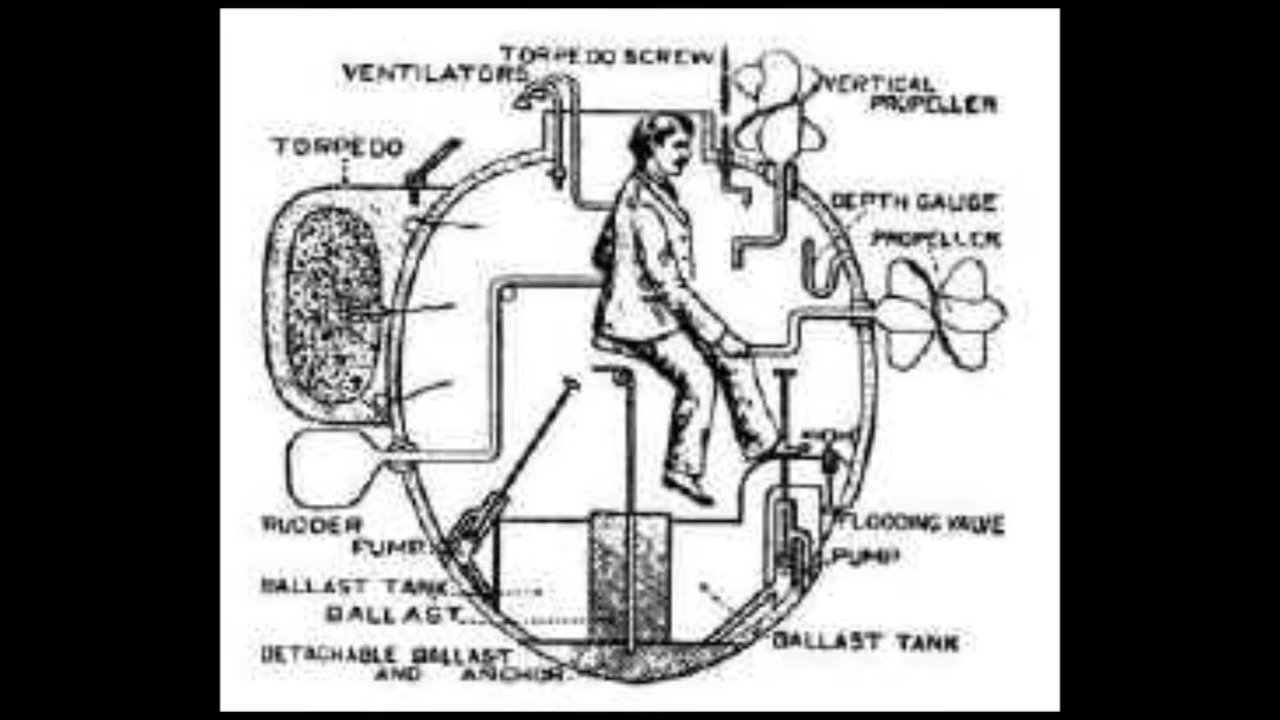 TORPEDO SCREW
VENTILATORS
VERTICAL
PROPELLER
TORPEDO
DEPTH GAUGE
PROPELLER
RUDDER
PUMP
FLOODING VALVE
PUMP
BALLAST TANK
BALLAST
BALLAST TANK
DETACHABLE BALLAST
AND ANCHOR